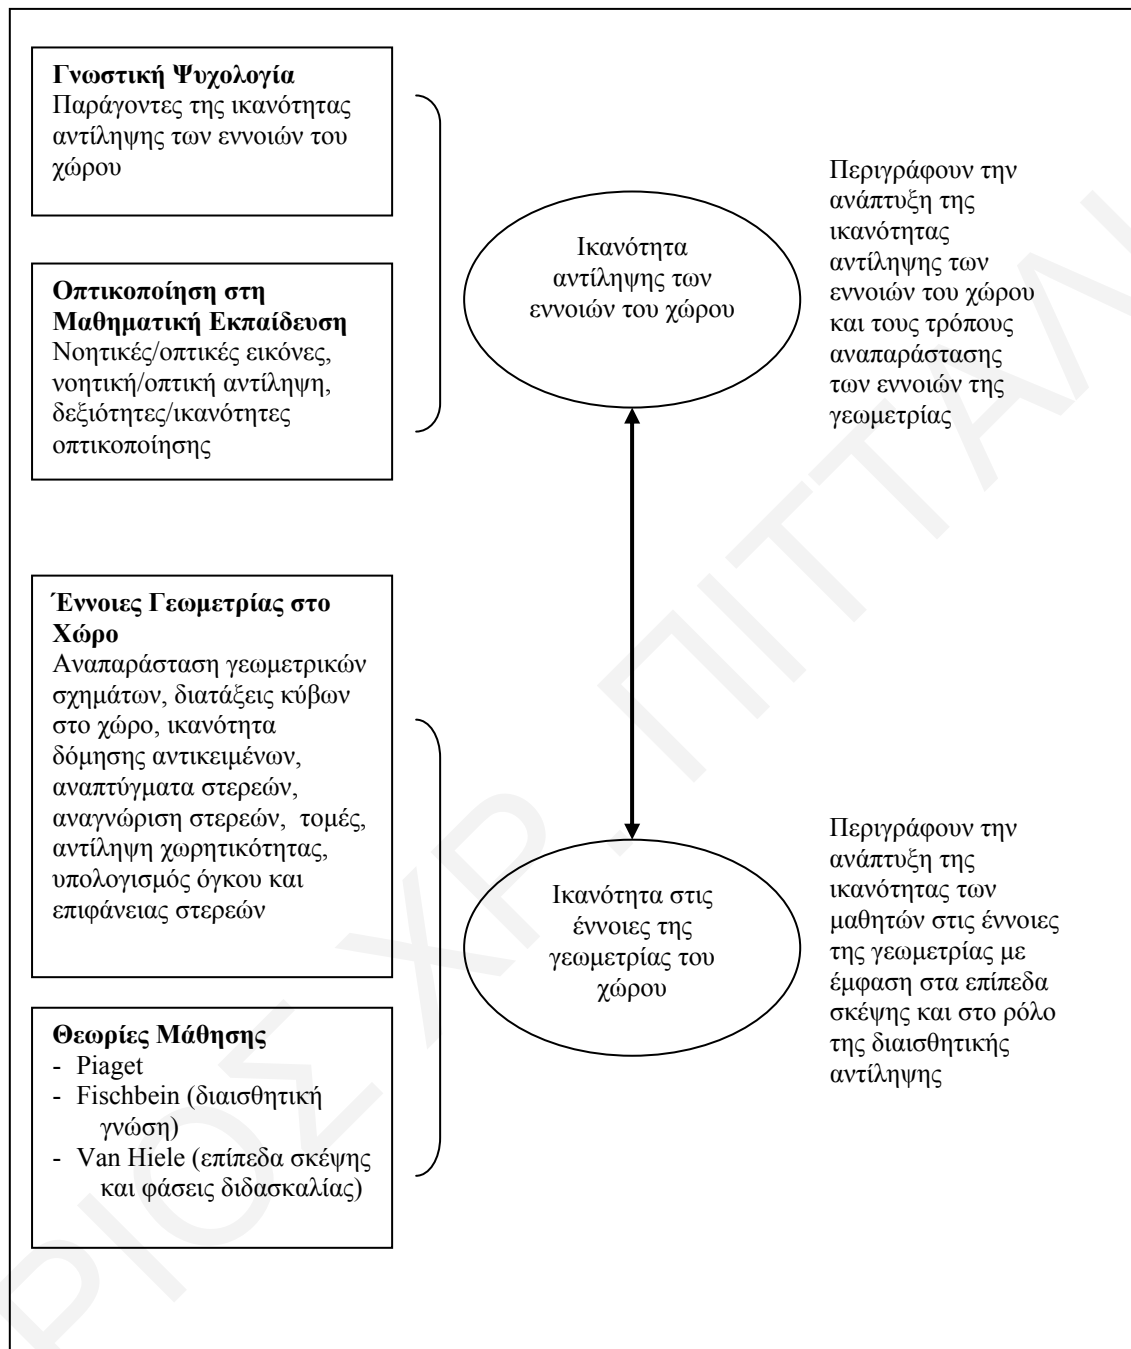 Γνωστική Ψυχολογία
Παράγοντες της ικανότητας
αντίληψης των εννοιών του
χώρου
Οπτικοποίηση στη
Μαθηματική Εκπαίδευση
Νοητικές/οπτικές εικόνες,
νοητική/οπτική αντίληψη,
δεξιότητες/ικανότητες
οπτικοποίησης
Ικανότητα
αντίληψης των
εννοιών του χώρου
Περιγράφουν την
ανάπτυξη της
ικανότητας
αντίληψης των
εννοιών του χώρου
και τους τρόπους
αναπαράστασης
των εννοιών της
γεωμετρίας
Έννοιες Γεωμετρίας στο
Χώρο
Αναπαράσταση γεωμετρικών
σχημάτων, διατάξεις κύβων
στο χώρο, ικανότητα
δόμησης αντικειμένων,
αναπτύγματα στερεών,
αναγνώριση στερεών, τομές,
αντίληψη χωρητικότητας,
υπολογισμός όγκου και
επιφάνειας στερεών
Θεωρίες Μάθησης
- Piaget
- Fischbein (διαισθητική
γνώση)
- Van Hiele (επίπεδα σκέψης
και φάσεις διδασκαλίας)
Ικανότητα στις
έννοιες της
γεωμετρίας του
χώρου
Περιγράφουν την
ανάπτυξη της
ικανότητας των
μαθητών στις έννοιες
της γεωμετρίας με
έμφαση στα επίπεδα
σκέψης και στο ρόλο
της διαισθητικής
αντίληψης
ΡΙΟΣ ΧΡ. ΠΙΤΤΑΛ